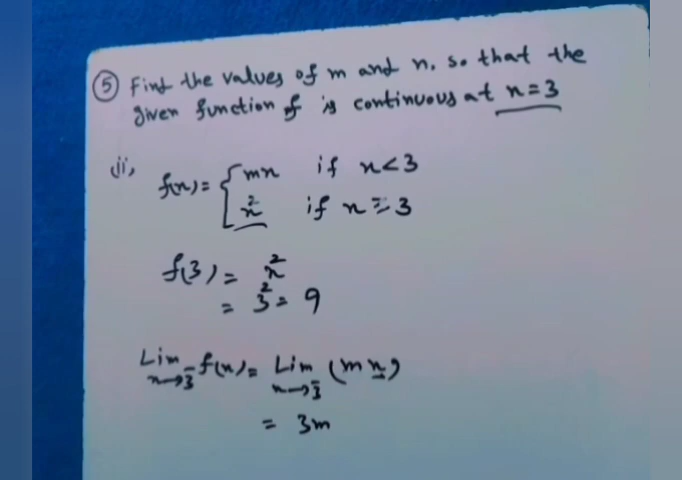 ⑤ Find the values of m and n, so that the
given function f is continuous at x=3
(i),
f(x) = { mx if x<3
x² if x ≥ 3
f(3) = x²
= 3² = 9
Lim x→3⁻ f(x) = Lim x→3⁻ (mx)
= 3m